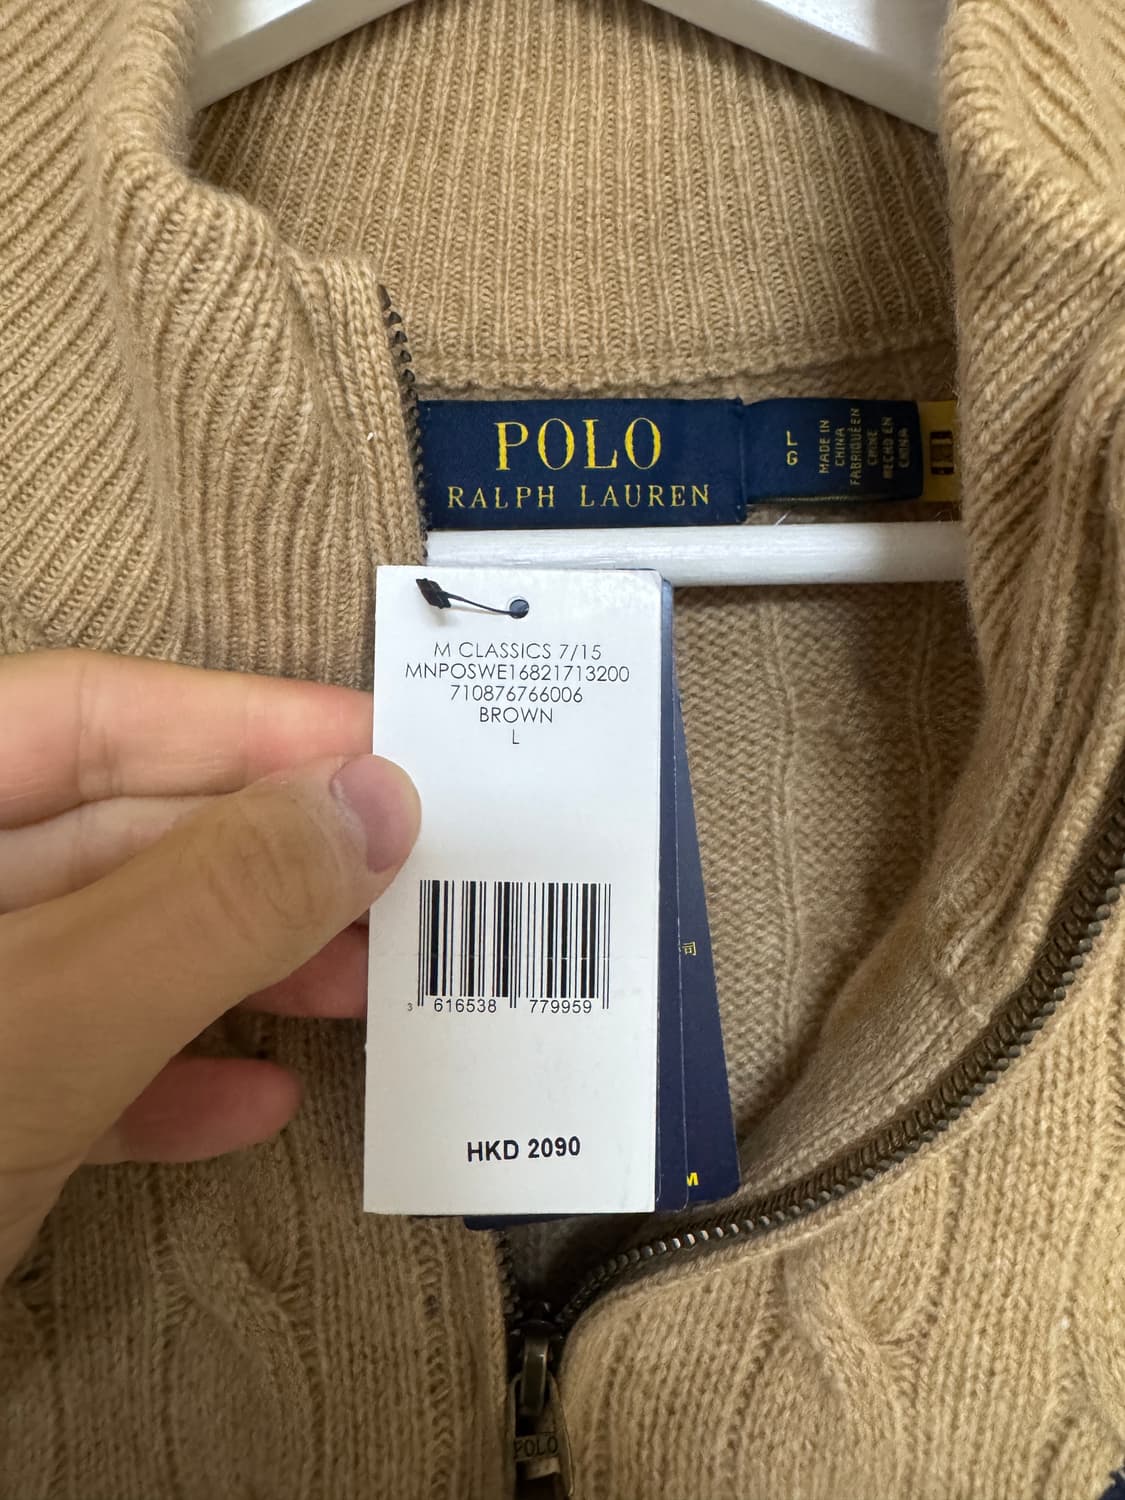 POLO
RALPH LAUREN
L
G
MADE IN
CHINA
FABRIQUÉ EN
CHINE
HECHO EN
CHINA
M CLASSICS 7/15
MNPOSWE16821713200
710876766006
BROWN
L
司
3 616538 779959
HKD 2090
M
POLO